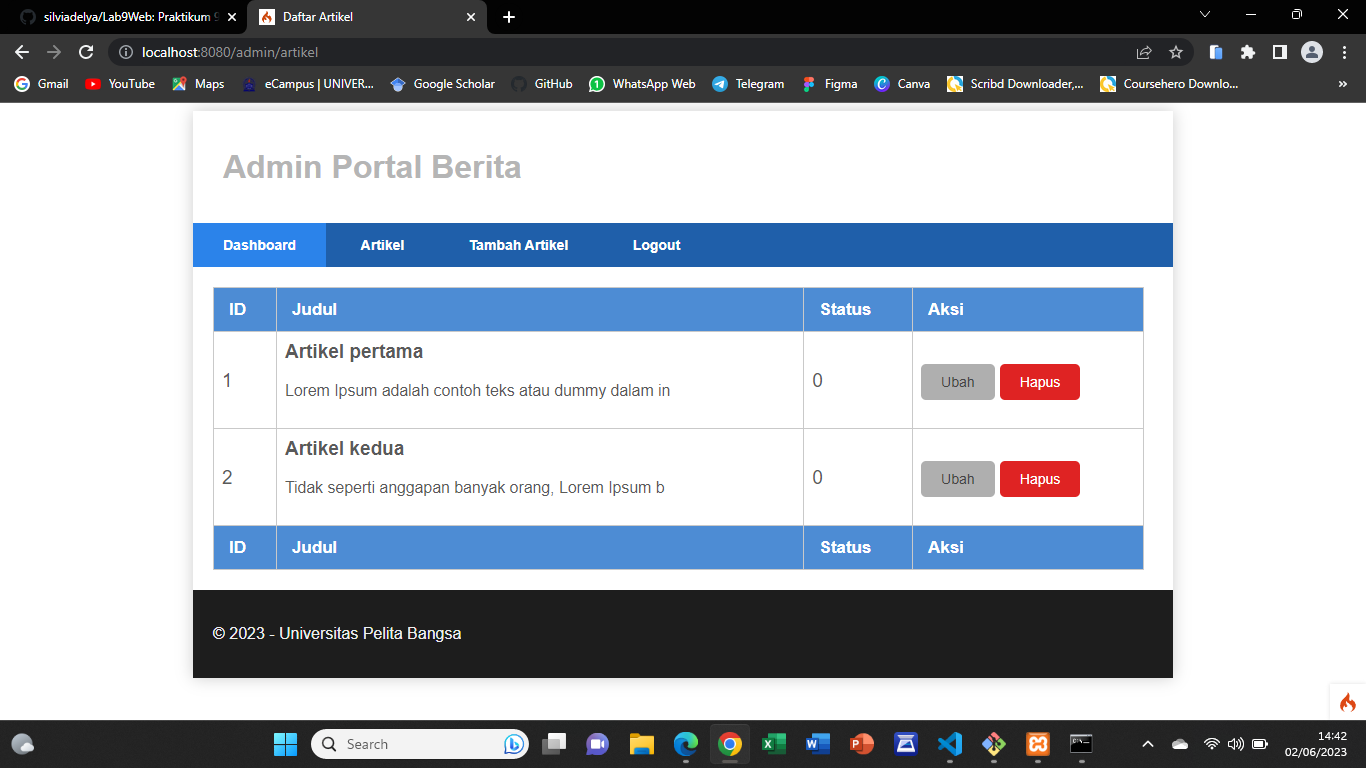 silviadelya/Lab9Web: Praktikum 9
Daftar Artikel
localhost:8080/admin/artikel
Gmail YouTube Maps eCampus | UNIVER... Google Scholar GitHub WhatsApp Web Telegram Figma Canva Scribd Downloader,... Coursehero Downlo...
Admin Portal Berita
Dashboard Artikel Tambah Artikel Logout
ID Judul Status Aksi
Artikel pertama
1 Lorem Ipsum adalah contoh teks atau dummy dalam in 0 Ubah Hapus
Artikel kedua
2 Tidak seperti anggapan banyak orang, Lorem Ipsum b 0 Ubah Hapus
ID Judul Status Aksi
© 2023 - Universitas Pelita Bangsa
Search
14:42
02/06/2023